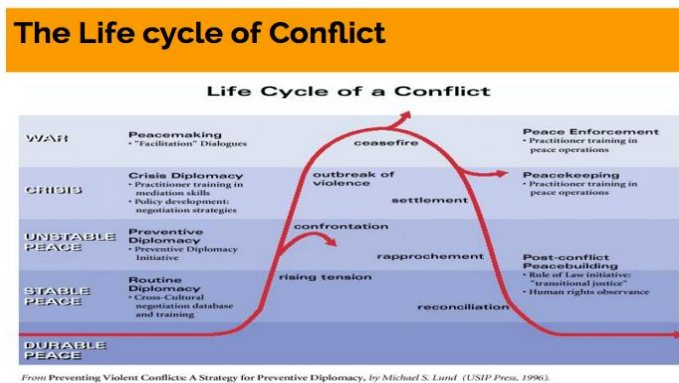 The Life cycle of Conflict
Life Cycle of a Conflict
WAR
Peacemaking
• "Facilitation" Dialogues
ceasefire
Peace Enforcement
• Practitioner training in
peace operations
CRISIS
Crisis Diplomacy
• Practitioner training in
mediation skills
• Policy development:
negotiation strategies
outbreak of
violence
settlement
Peacekeeping
• Practitioner training in
peace operations
UNSTABLE
PEACE
Preventive
Diplomacy
• Preventive Diplomacy
Initiative
confrontation
rapprochement
Post-conflict
Peacebuilding
• Rule of Law initiative:
"transitional justice"
• Human rights observance
STABLE
PEACE
Routine
Diplomacy
• Cross-Cultural
negotiation database
and training
rising tension
reconciliation
DURABLE
PEACE
From Preventing Violent Conflicts: A Strategy for Preventive Diplomacy, by Michael S. Lund (USIP Press, 1996).